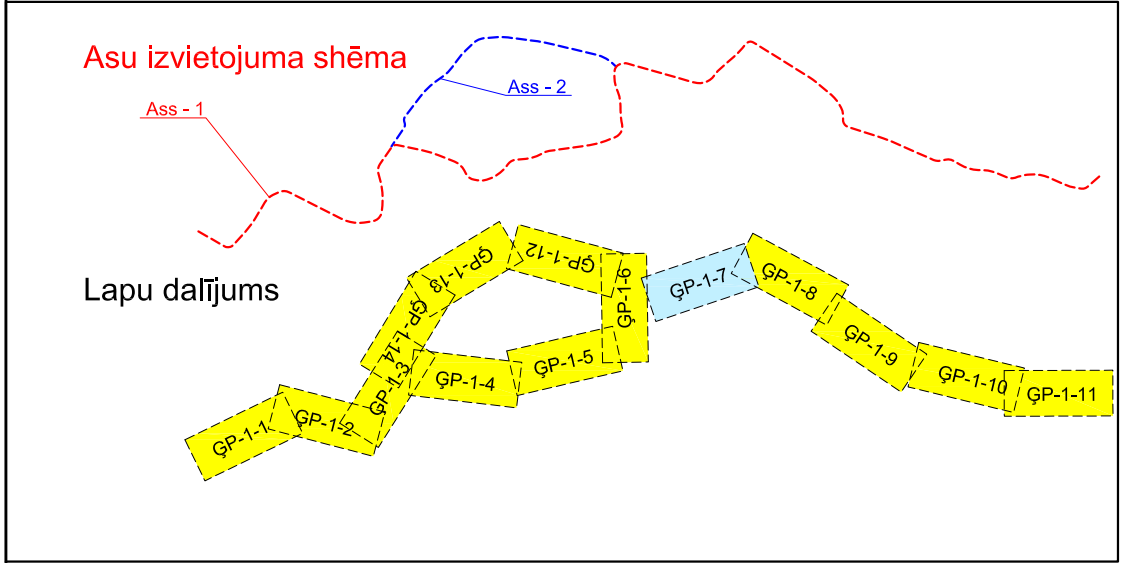 Asu izvietojuma shēma
Ass - 1
Ass - 2
Lapu dalījums
ĢP-1-1
ĢP-1-2
ĢP-1-3
ĢP-1-4
ĢP-1-5
ĢP-1-6
ĢP-1-7
ĢP-1-8
ĢP-1-9
ĢP-1-10
ĢP-1-11
ĢP-1-12
ĢP-1-13
ĢP-1-14